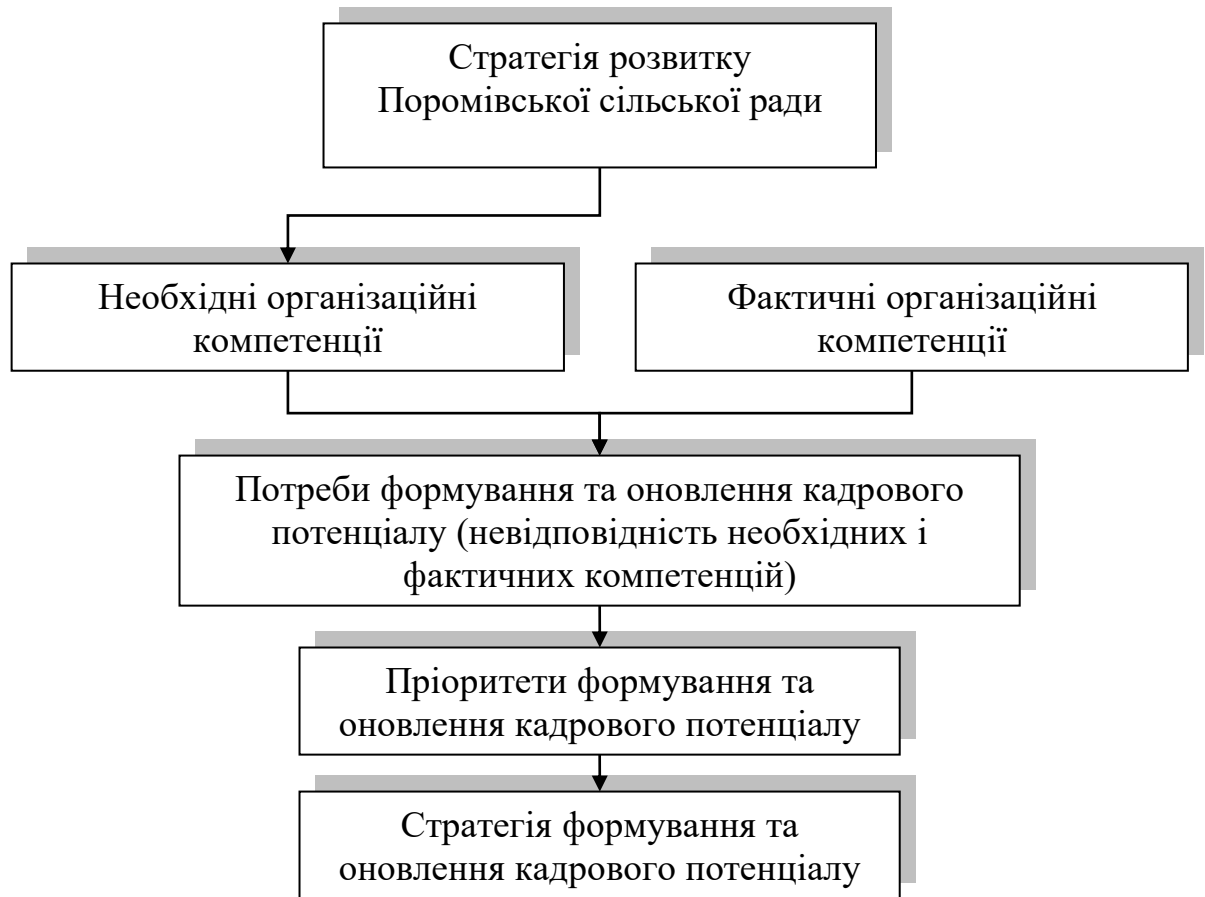 Стратегія розвитку
Поромівської сільської ради
Необхідні організаційні
компетенції
Фактичні організаційні
компетенції
Потреби формування та оновлення кадрового
потенціалу (невідповідність необхідних і
фактичних компетенцій)
Пріоритети формування та
оновлення кадрового потенціалу
Стратегія формування та
оновлення кадрового потенціалу